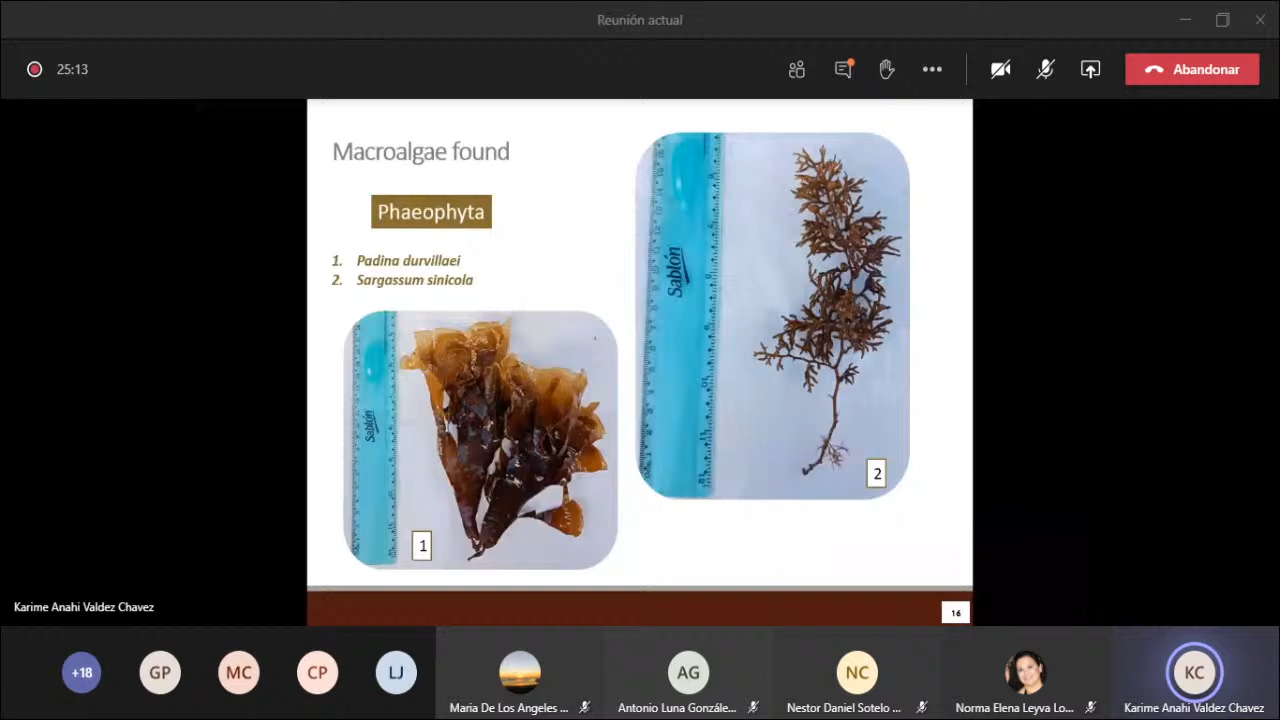 Reunión actual
25:13
Abandonar
Macroalgae found
Phaeophyta
1. Padina durvillaei
2. Sargassum sinicola
Sablón
Sablón
1
2
16
Karime Anahi Valdez Chavez
+18
GP
MC
CP
LJ
AG
NC
KC
Maria De Los Angeles ...
Antonio Luna Gonzále...
Nestor Daniel Sotelo ...
Norma Elena Leyva Lo...
Karime Anahi Valdez Chavez